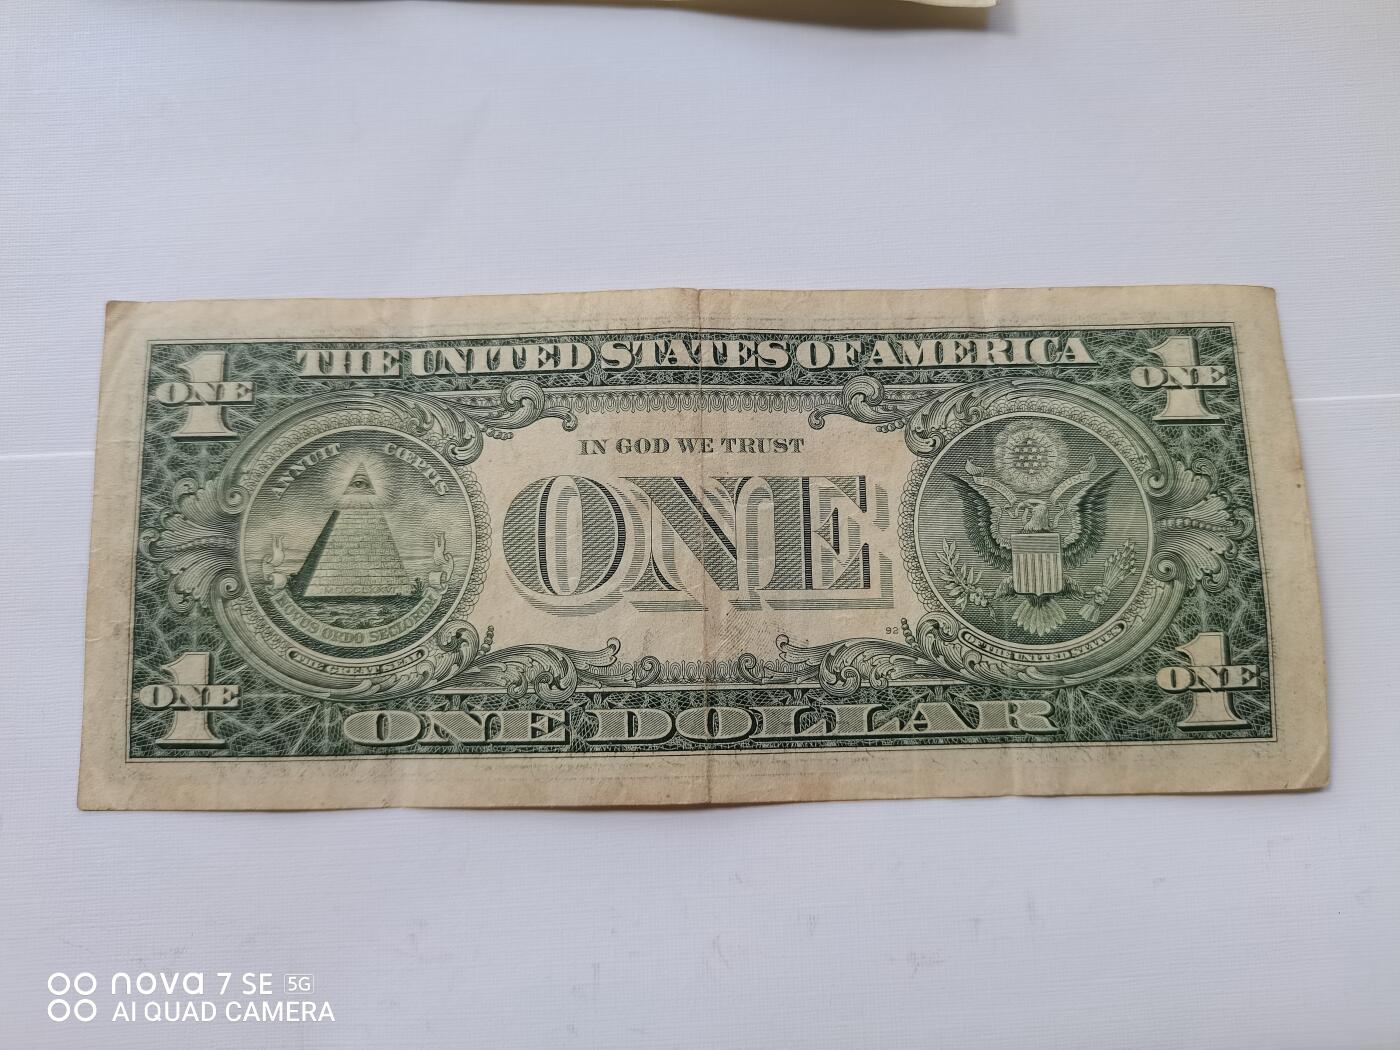 THE UNITED STATES OF AMERICA
1 ONE
1 ONE
ANNUIT CŒPTIS
IN GOD WE TRUST
ONE
NOVUS ORDO SECLORUM
THE GREAT SEAL
92
OF THE UNITED STATES
1 ONE
1 ONE
ONE DOLLAR
nova 7 SE 5G
AI QUAD CAMERA